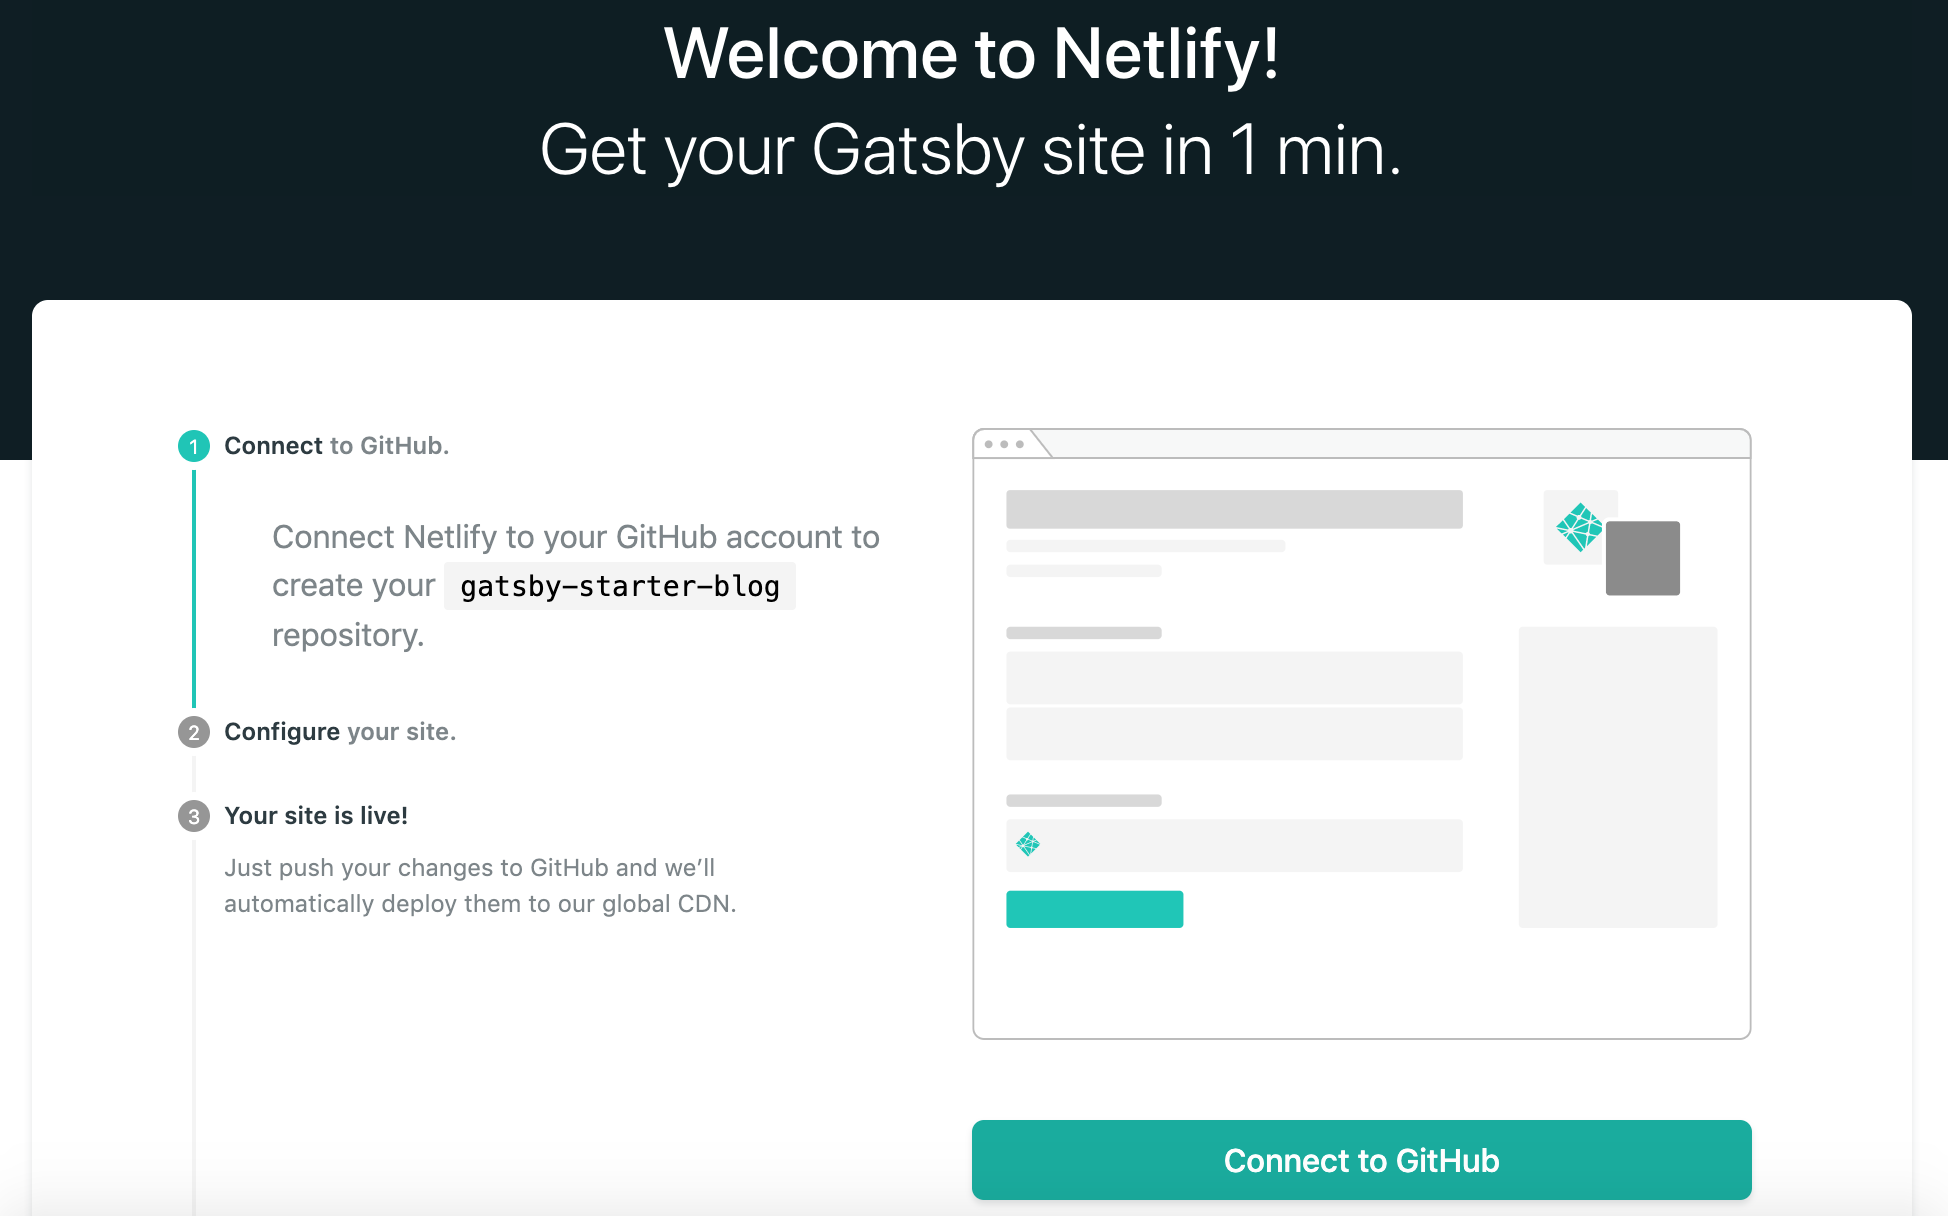 Welcome to Netlify!
Get your Gatsby site in 1 min.
1 Connect to GitHub.
Connect Netlify to your GitHub account to
create your gatsby-starter-blog
repository.
2 Configure your site.
3 Your site is live!
Just push your changes to GitHub and we’ll
automatically deploy them to our global CDN.
Connect to GitHub